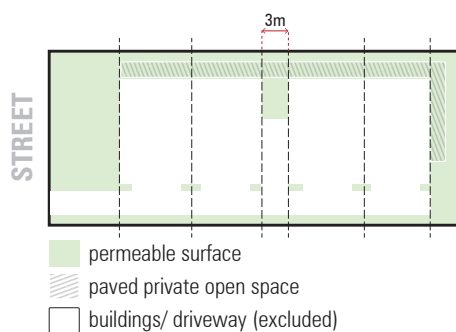 3m
STREET
permeable surface
paved private open space
buildings/ driveway (excluded)